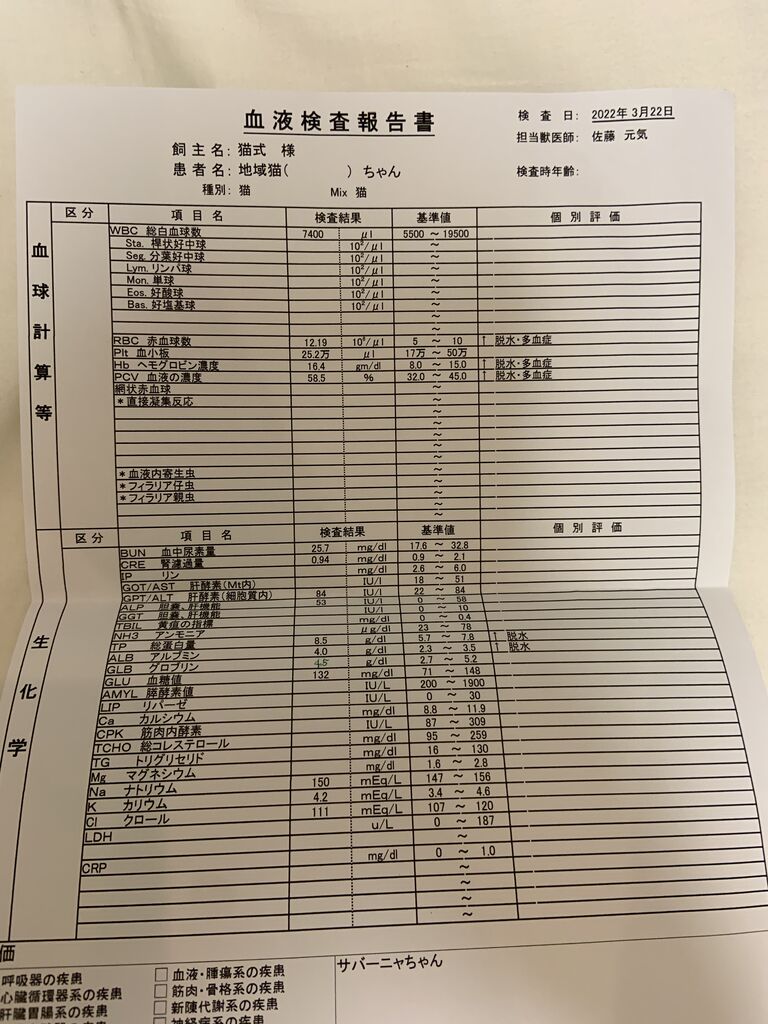 血液検査報告書
検 査 日: 2022年 3月22日
担当獣医師: 佐藤 元気
飼主名: 猫式 様
患者名: 地域猫( )ちゃん
検査時年齢:
種別: 猫 Mix 猫
血球計算等
区分 項目名 検査結果 基準値 個別評価
WBC 総白血球数 7400 μl 5500 ~ 19500
Sta. 桿状好中球 10²/μl ~
Seg. 分葉好中球 10²/μl ~
Lym. リンパ球 10²/μl ~
Mon. 単球 10²/μl ~
Eos. 好酸球 10²/μl ~
Bas. 好塩基球 10²/μl ~
~
~
RBC 赤血球数 12.19 10⁶/μl 5 ~ 10 ↑ 脱水・多血症
Plt 血小板 25.2万 μl 17万 ~ 50万
Hb ヘモグロビン濃度 16.4 gm/dl 8.0 ~ 15.0 ↑ 脱水・多血症
PCV 血液の濃度 58.5 % 32.0 ~ 45.0 ↑ 脱水・多血症
網状赤血球 ~
*直接凝集反応 ~
~
~
~
~
~
*血液内寄生虫 ~
*フィラリア仔虫 ~
*フィラリア親虫 ~
~
生化学
区分 項目名 検査結果 基準値 個別評価
BUN 血中尿素量 25.7 mg/dl 17.6 ~ 32.8
CRE 腎濾過量 0.94 mg/dl 0.9 ~ 2.1
IP リン mg/dl 2.6 ~ 6.0
GOT/AST 肝酵素(Mt内) IU/l 18 ~ 51
GPT/ALT 肝酵素(細胞質内) 84 IU/l 22 ~ 84
ALP 胆嚢、肝機能 53 IU/l 0 ~ 58
GGT 胆嚢、肝機能 IU/l 0 ~ 10
TBIL 黄疸の指標 mg/dl 0 ~ 0.4
NH3 アンモニア μg/dl 23 ~ 78
TP 総蛋白量 8.5 g/dl 5.7 ~ 7.8 ↑ 脱水
ALB アルブミン 4.0 g/dl 2.3 ~ 3.5 ↑ 脱水
GLB グロブリン 4.5 g/dl 2.7 ~ 5.2
GLU 血糖値 132 mg/dl 71 ~ 148
AMYL 膵酵素値 IU/L 200 ~ 1900
LIP リパーゼ IU/L 0 ~ 30
Ca カルシウム mg/dl 8.8 ~ 11.9
CPK 筋肉内酵素 IU/L 87 ~ 309
TCHO 総コレステロール mg/dl 95 ~ 259
TG トリグリセリド mg/dl 16 ~ 130
Mg マグネシウム mg/dl 1.6 ~ 2.8
Na ナトリウム 150 mEq/L 147 ~ 156
K カリウム 4.2 mEq/L 3.4 ~ 4.6
Cl クロール 111 mEq/L 107 ~ 120
LDH u/L 0 ~ 187
~
CRP mg/dl 0 ~ 1.0
~
~
~
~
価
呼吸器の疾患 □ 血液・腫瘍系の疾患 サバーニャちゃん
心臓循環器系の疾患 □ 筋肉・骨格系の疾患
肝臓胃腸系の疾患 □ 新陳代謝系の疾患
□ 神経病系の疾患